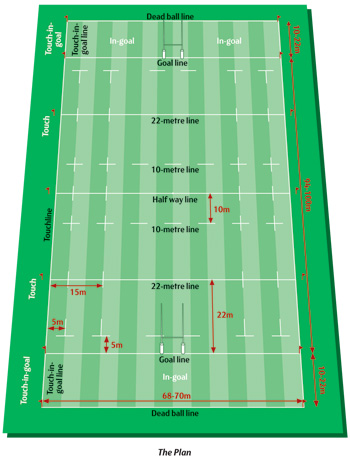 Dead ball line
Touch-in-
goal
Touch-in-
goal line
In-goal
In-goal
Goal line
Touch
22-metre line
10-metre line
Touchline
Half way line
10m
10-metre line
Touch
22-metre line
15m
22m
5m
5m
Goal line
Touch-in-goal
Touch-in-
goal line
In-goal
68-70m
Dead ball line
The Plan